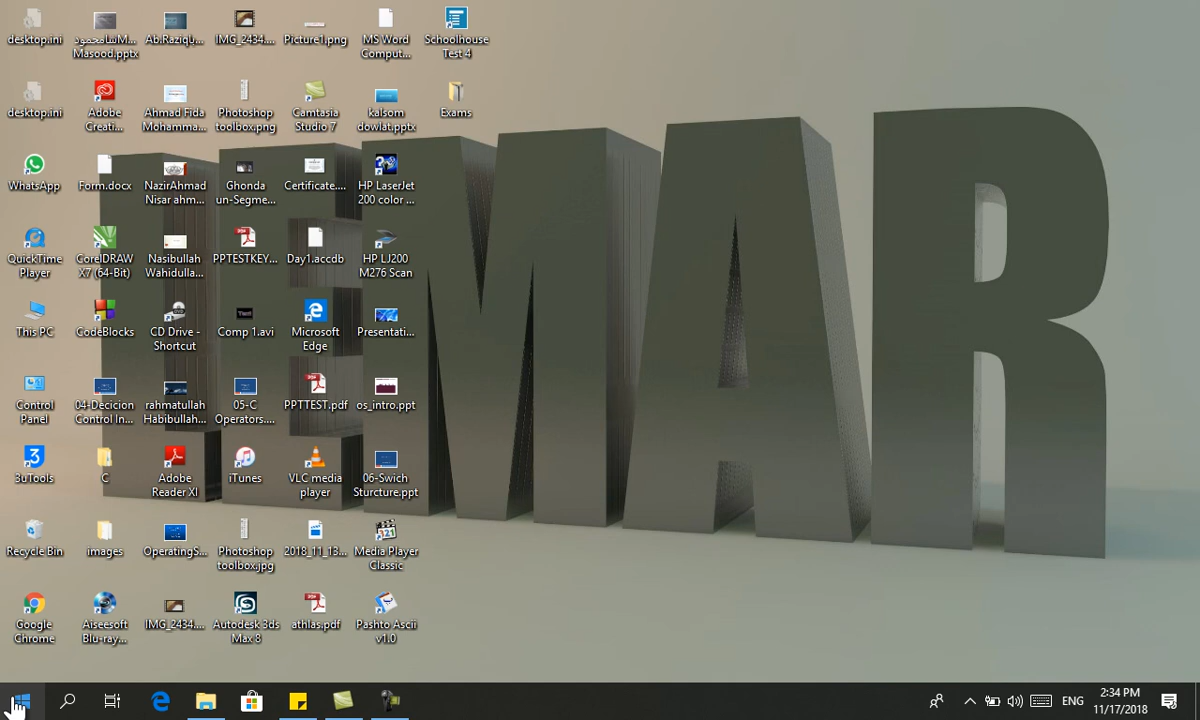 desktop.ini
شامحمودM...
Masood.pptx
Ab.RaziqU...
IMG_2434....
Picture1.png
MS Word
Comput...
Schoolhouse
Test 4
desktop.ini
Adobe
Creati...
Ahmad Fida
Mohamma...
Photoshop
toolbox.png
Camtasia
Studio 7
kalsom
dowlat.pptx
Exams
WhatsApp
Form.docx
NazirAhmad
Nisar ahm...
Ghonda
un-Segme...
Certificate....
HP LaserJet
200 color ...
QuickTime
Player
CorelDRAW
X7 (64-Bit)
Nasibullah
Wahidulla...
PPTESTKEY...
Day1.accdb
HP LJ200
M276 Scan
This PC
CodeBlocks
CD Drive -
Shortcut
Comp 1.avi
Microsoft
Edge
Presentati...
Control
Panel
04-Decicion
Control In...
rahmatullah
Habibullah...
05-C
Operators....
PPTTEST.pdf
os_intro.ppt
3uTools
C
Adobe
Reader XI
iTunes
VLC media
player
06-Swich
Sturcture.ppt
Recycle Bin
images
OperatingS...
Photoshop
toolbox.jpg
2018_11_13...
Media Player
Classic
Google
Chrome
Aiseesoft
Blu-ray...
IMG_2434....
Autodesk 3ds
Max 8
athlas.pdf
Pashto Ascii
v1.0
EMAR
ENG
2:34 PM
11/17/2018